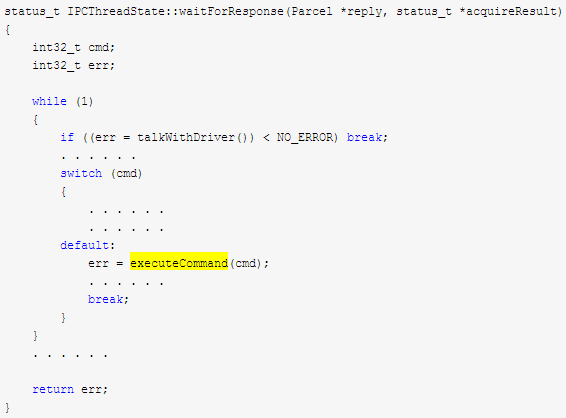 status_t IPCThreadState::waitForResponse(Parcel *reply, status_t *acquireResult)
{
    int32_t cmd;
    int32_t err;

    while (1)
    {
        if ((err = talkWithDriver()) < NO_ERROR) break;
        . . . . . .
        switch (cmd)
        {
            . . . . . .
            . . . . . .
        default:
            err = executeCommand(cmd);
            . . . . . .
            break;
        }
    }
    . . . . . .

    return err;
}